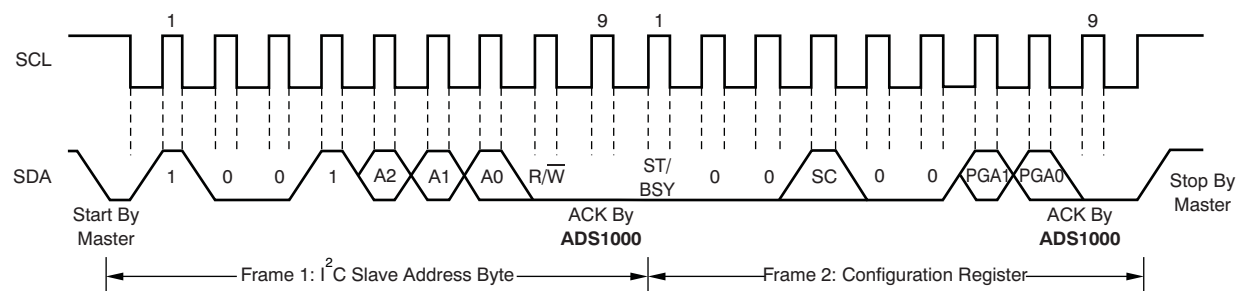 1 9 1 9
SCL
SDA 1 0 0 1 A2 A1 A0 R/W ST/ BSY 0 0 SC 0 0 PGA1 PGA0
Start By
Master
ACK By
ADS1000
ACK By
ADS1000
Stop By
Master
Frame 1: I2C Slave Address Byte
Frame 2: Configuration Register